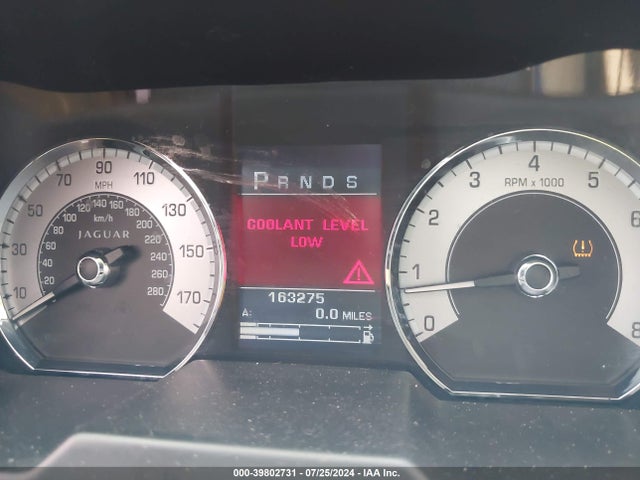 10 30 50 70 90 110 130 150 170
MPH
20 40 60 80 100 120 140 160 180 200 220 240 260 280
km/h
JAGUAR
P R N D S
COOLANT LEVEL
LOW
163275
A: 0.0 MILES
0 1 2 3 4 5 6 8
RPM x 1000
000-39802731 - 07/25/2024 - IAA Inc.